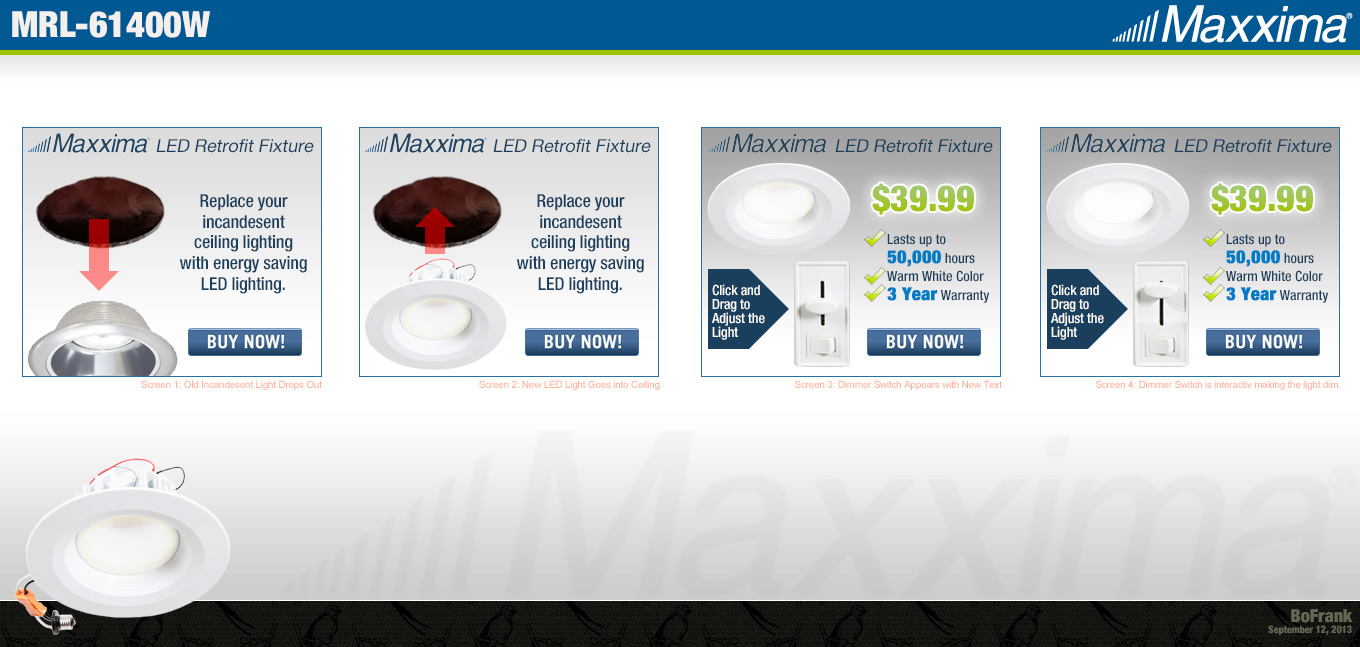 MRL-61400W
Maxxima®
Maxxima® LED Retrofit Fixture
Replace your
incandesent
ceiling lighting
with energy saving
LED lighting.
BUY NOW!
Screen 1: Old Incandesent Light Drops Out
Maxxima® LED Retrofit Fixture
Replace your
incandesent
ceiling lighting
with energy saving
LED lighting.
BUY NOW!
Screen 2: New LED Light Goes into Ceiling
Maxxima® LED Retrofit Fixture
$39.99
Lasts up to
50,000 hours
Warm White Color
3 Year Warranty
Click and
Drag to
Adjust the
Light
BUY NOW!
Screen 3: Dimmer Switch Appears with New Text
Maxxima® LED Retrofit Fixture
$39.99
Lasts up to
50,000 hours
Warm White Color
3 Year Warranty
Click and
Drag to
Adjust the
Light
BUY NOW!
Screen 4: Dimmer Switch is interactiv making the light dim.
Maxxima®
BoFrank
September 12, 2013